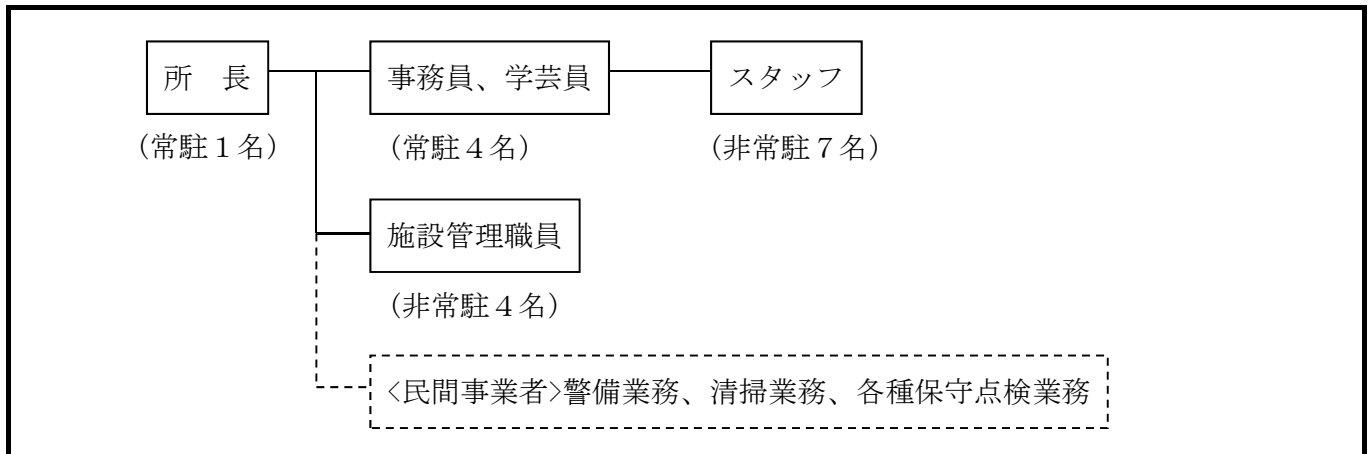 所　長
事務員、学芸員
スタッフ
(常駐１名)
(常駐４名)
(非常駐７名)
施設管理職員
(非常駐４名)
<民間事業者>警備業務、清掃業務、各種保守点検業務